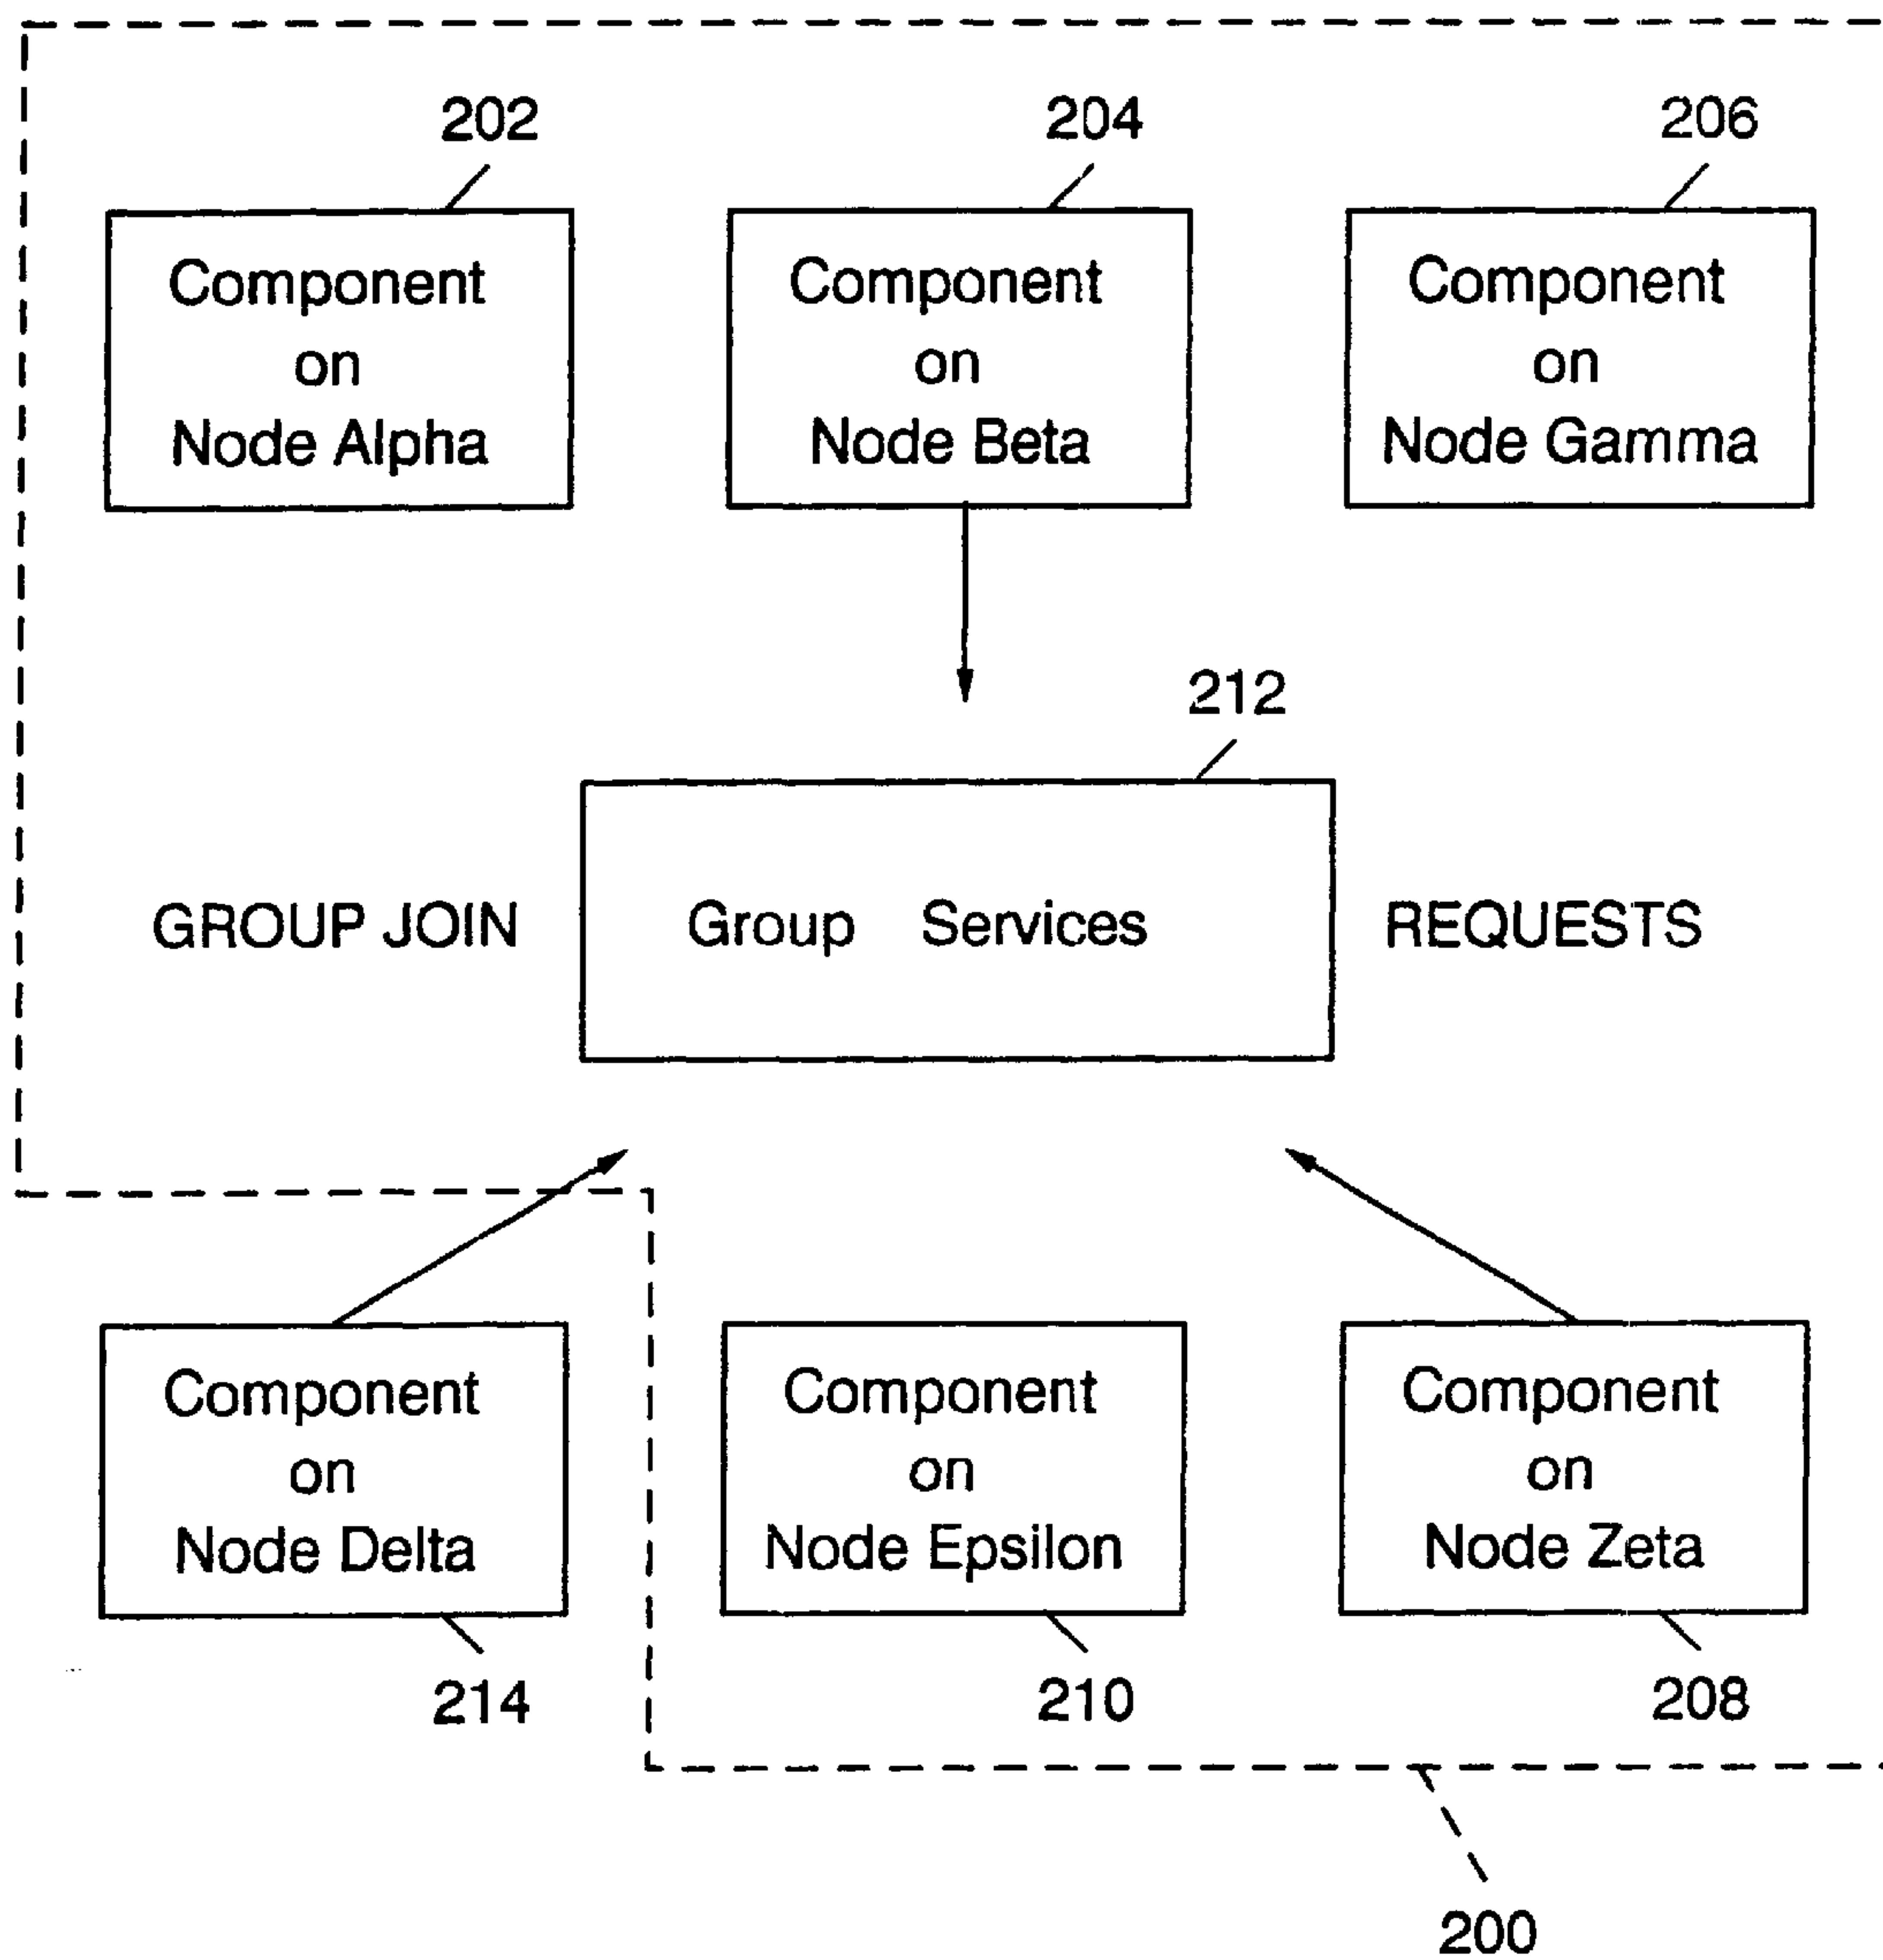 202
204
206
Component
on
Node Alpha
Component
on
Node Beta
Component
on
Node Gamma
212
GROUP JOIN
Group Services
REQUESTS
Component
on
Node Delta
Component
on
Node Epsilon
Component
on
Node Zeta
214
210
208
200